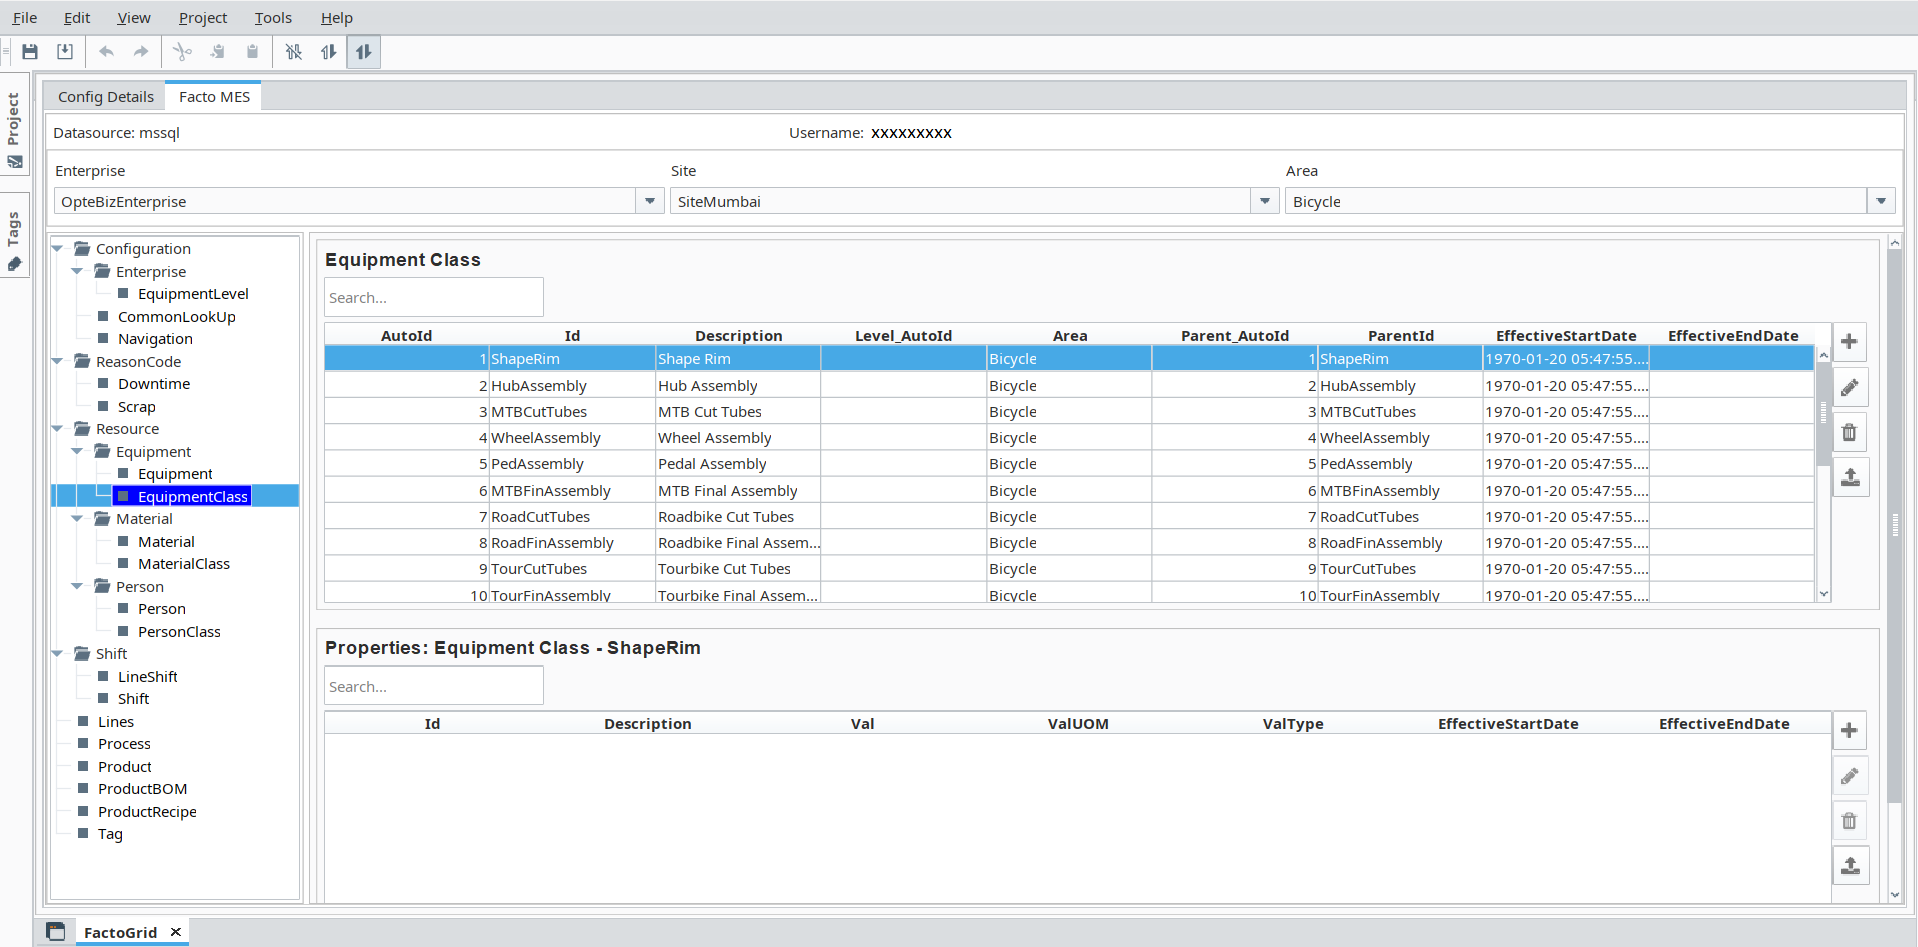 File Edit View Project Tools Help
Project
Tags
Config Details Facto MES
Datasource: mssql Username: xxxxxxxxx
Enterprise Site Area
OpteBizEnterprise SiteMumbai Bicycle
Configuration
Enterprise
EquipmentLevel
CommonLookUp
Navigation
ReasonCode
Downtime
Scrap
Resource
Equipment
Equipment
EquipmentClass
Material
Material
MaterialClass
Person
Person
PersonClass
Shift
LineShift
Shift
Lines
Process
Product
ProductBOM
ProductRecipe
Tag
Equipment Class
Search...
AutoId Id Description Level_AutoId Area Parent_AutoId ParentId EffectiveStartDate EffectiveEndDate
1 ShapeRim Shape Rim Bicycle 1 ShapeRim 1970-01-20 05:47:55....
2 HubAssembly Hub Assembly Bicycle 2 HubAssembly 1970-01-20 05:47:55....
3 MTBCutTubes MTB Cut Tubes Bicycle 3 MTBCutTubes 1970-01-20 05:47:55....
4 WheelAssembly Wheel Assembly Bicycle 4 WheelAssembly 1970-01-20 05:47:55....
5 PedAssembly Pedal Assembly Bicycle 5 PedAssembly 1970-01-20 05:47:55....
6 MTBFinAssembly MTB Final Assembly Bicycle 6 MTBFinAssembly 1970-01-20 05:47:55....
7 RoadCutTubes Roadbike Cut Tubes Bicycle 7 RoadCutTubes 1970-01-20 05:47:55....
8 RoadFinAssembly Roadbike Final Assem... Bicycle 8 RoadFinAssembly 1970-01-20 05:47:55....
9 TourCutTubes Tourbike Cut Tubes Bicycle 9 TourCutTubes 1970-01-20 05:47:55....
10 TourFinAssembly Tourbike Final Assem... Bicycle 10 TourFinAssembly 1970-01-20 05:47:55....
Properties: Equipment Class - ShapeRim
Search...
Id Description Val ValUOM ValType EffectiveStartDate EffectiveEndDate
FactoGrid